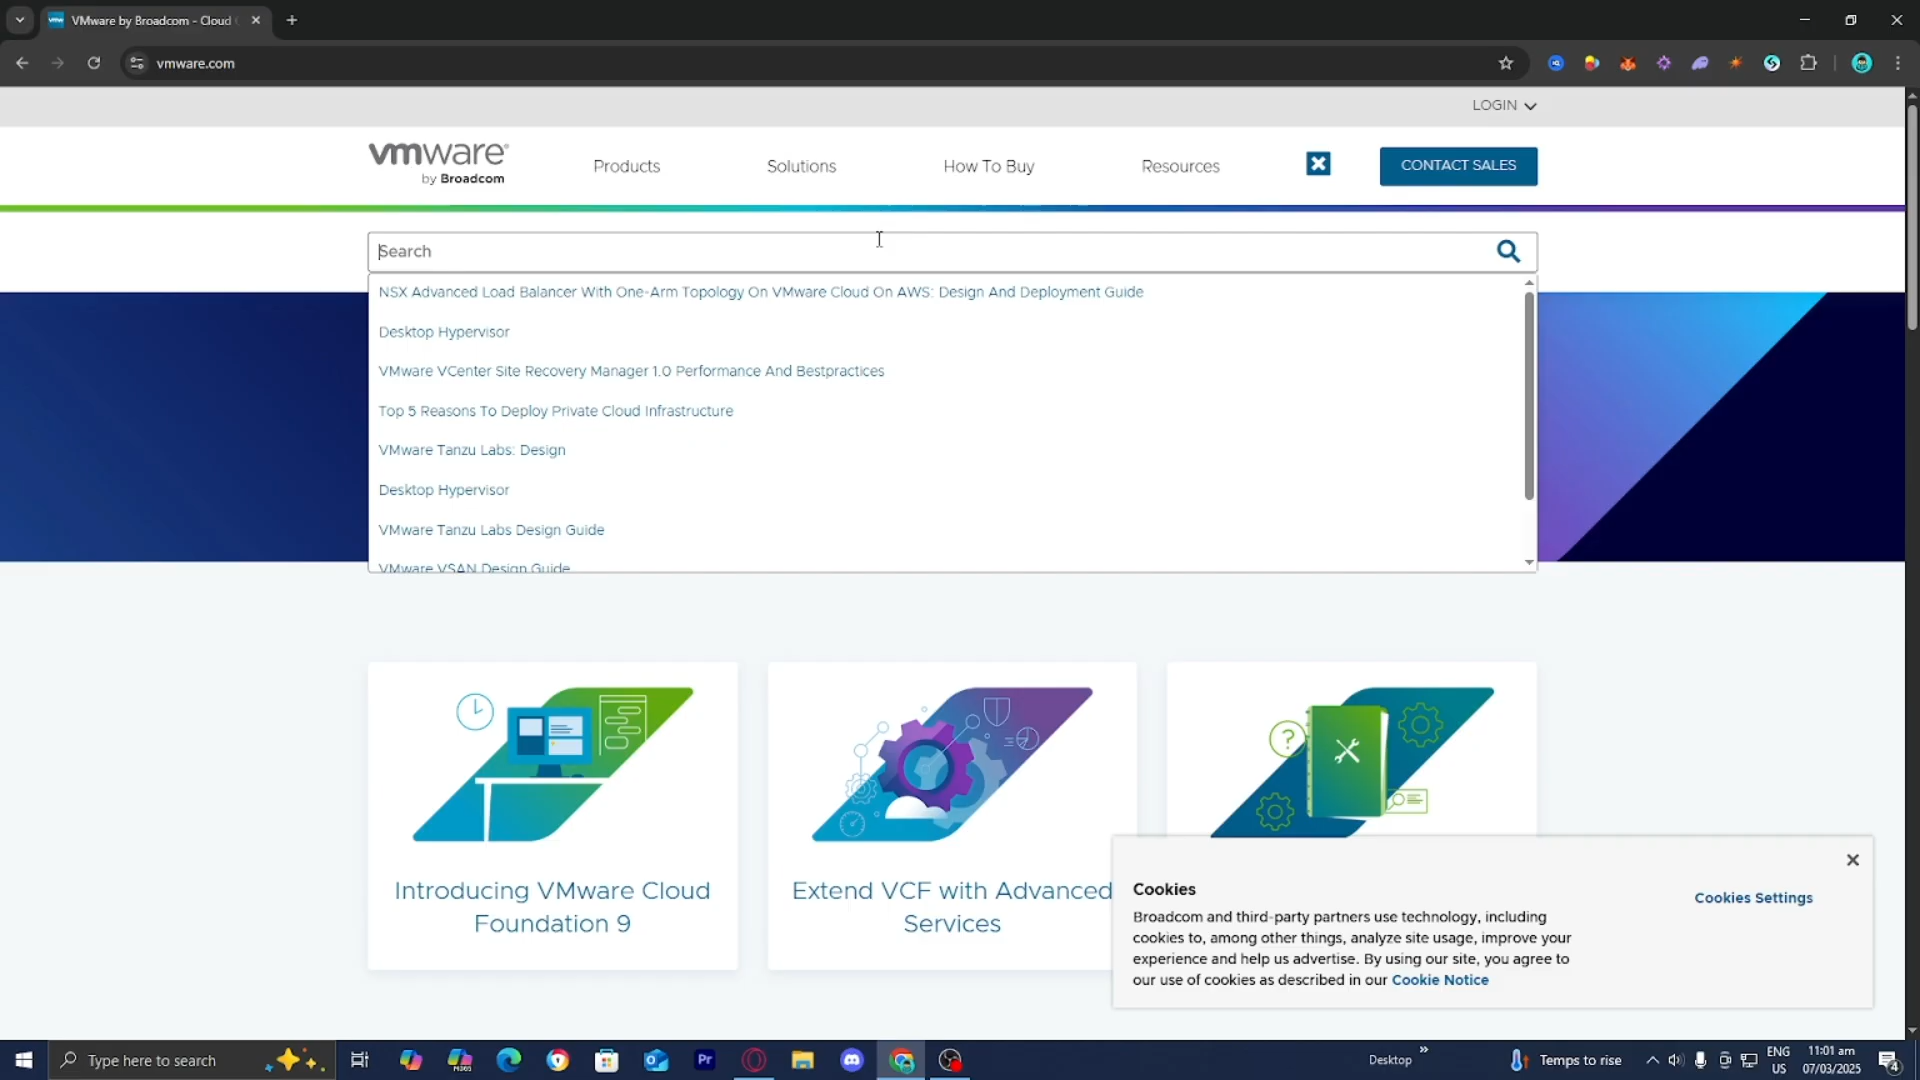 VMware by Broadcom - Cloud
vmware.com
LOGIN
vmware
by Broadcom
Products
Solutions
How To Buy
Resources
CONTACT SALES
Search
NSX Advanced Load Balancer With One-Arm Topology On VMware Cloud On AWS: Design And Deployment Guide
Desktop Hypervisor
VMware VCenter Site Recovery Manager 1.0 Performance And Bestpractices
Top 5 Reasons To Deploy Private Cloud Infrastructure
VMware Tanzu Labs: Design
Desktop Hypervisor
VMware Tanzu Labs Design Guide
VMware VSAN Design Guide
Introducing VMware Cloud
Foundation 9
Extend VCF with Advanced
Services
Cookies
Cookies Settings
Broadcom and third-party partners use technology, including
cookies to, among other things, analyze site usage, improve your
experience and help us advertise. By using our site, you agree to
our use of cookies as described in our Cookie Notice
Type here to search
M365
Pr
Desktop
Temps to rise
ENG
US
11:01 am
07/03/2025
4